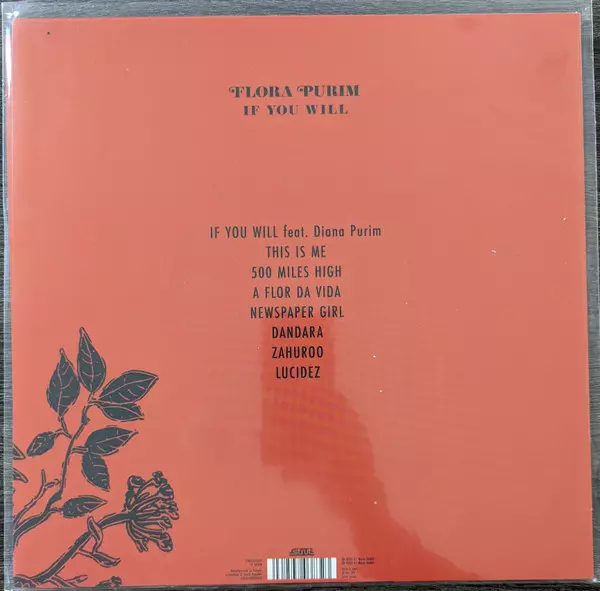 FLORA PURIM
IF YOU WILL
IF YOU WILL feat. Diana Purim
THIS IS ME
500 MILES HIGH
A FLOR DA VIDA
NEWSPAPER GIRL
DANDARA
ZAHUROO
LUCIDEZ